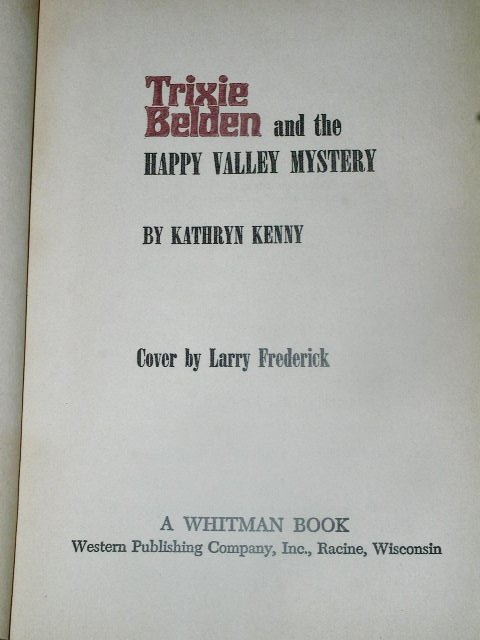 Trixie
Belden and the
HAPPY VALLEY MYSTERY
BY KATHRYN KENNY
Cover by Larry Frederick
A WHITMAN BOOK
Western Publishing Company, Inc., Racine, Wisconsin